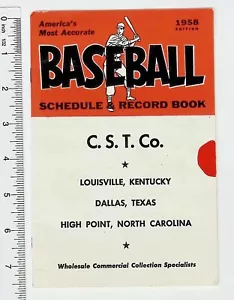 America's
Most Accurate
1958
EDITION
BASEBALL
SCHEDULE & RECORD BOOK
C. S. T. Co.
★
LOUISVILLE, KENTUCKY
DALLAS, TEXAS
HIGH POINT, NORTH CAROLINA
★
Wholesale Commercial Collection Specialists